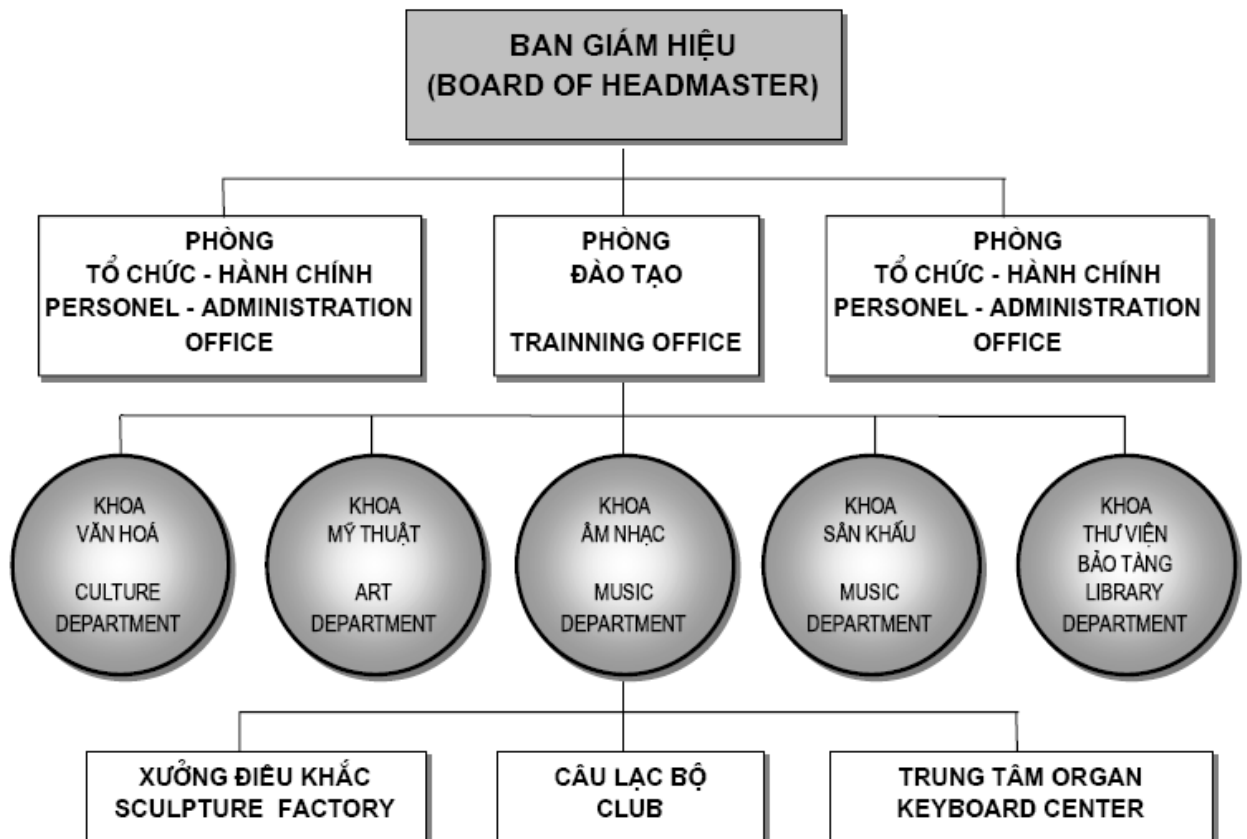 BAN GIÁM HIỆU
(BOARD OF HEADMASTER)
PHÒNG
TỔ CHỨC - HÀNH CHÍNH
PERSONEL - ADMINISTRATION
OFFICE
PHÒNG
ĐÀO TẠO
TRAINNING OFFICE
PHÒNG
TỔ CHỨC - HÀNH CHÍNH
PERSONEL - ADMINISTRATION
OFFICE
KHOA
VĂN HOÁ
CULTURE
DEPARTMENT
KHOA
MỸ THUẬT
ART
DEPARTMENT
KHOA
ÂM NHẠC
MUSIC
DEPARTMENT
KHOA
SÂN KHẤU
MUSIC
DEPARTMENT
KHOA
THƯ VIỆN
BẢO TÀNG
LIBRARY
DEPARTMENT
XƯỞNG ĐIÊU KHẮC
SCULPTURE FACTORY
CÂU LẠC BỘ
CLUB
TRUNG TÂM ORGAN
KEYBOARD CENTER